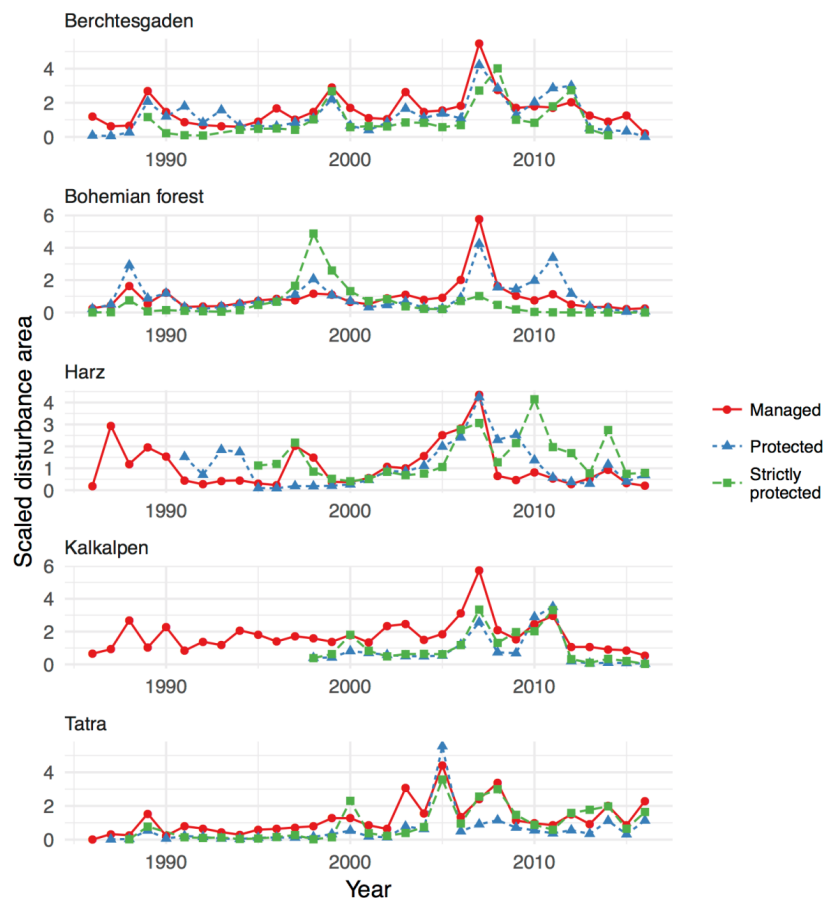 Berchtesgaden
4
2
0
1990 2000 2010
Bohemian forest
6
4
2
0
1990 2000 2010
Harz
4
3
2
1
0
1990 2000 2010
Kalkalpen
6
4
2
0
1990 2000 2010
Tatra
4
2
0
1990 2000 2010
Year
Scaled disturbance area
Managed
Protected
Strictly
protected